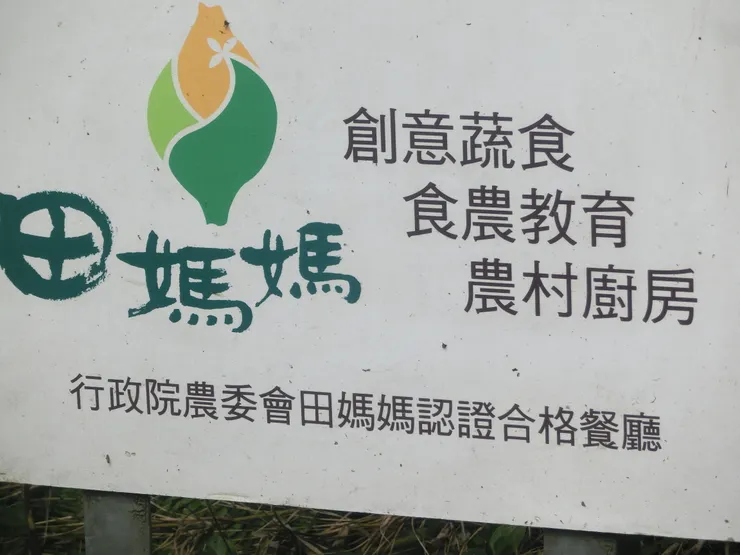 創意蔬食
食農教育
農村廚房
田媽媽
行政院農委會田媽媽認證合格餐廳